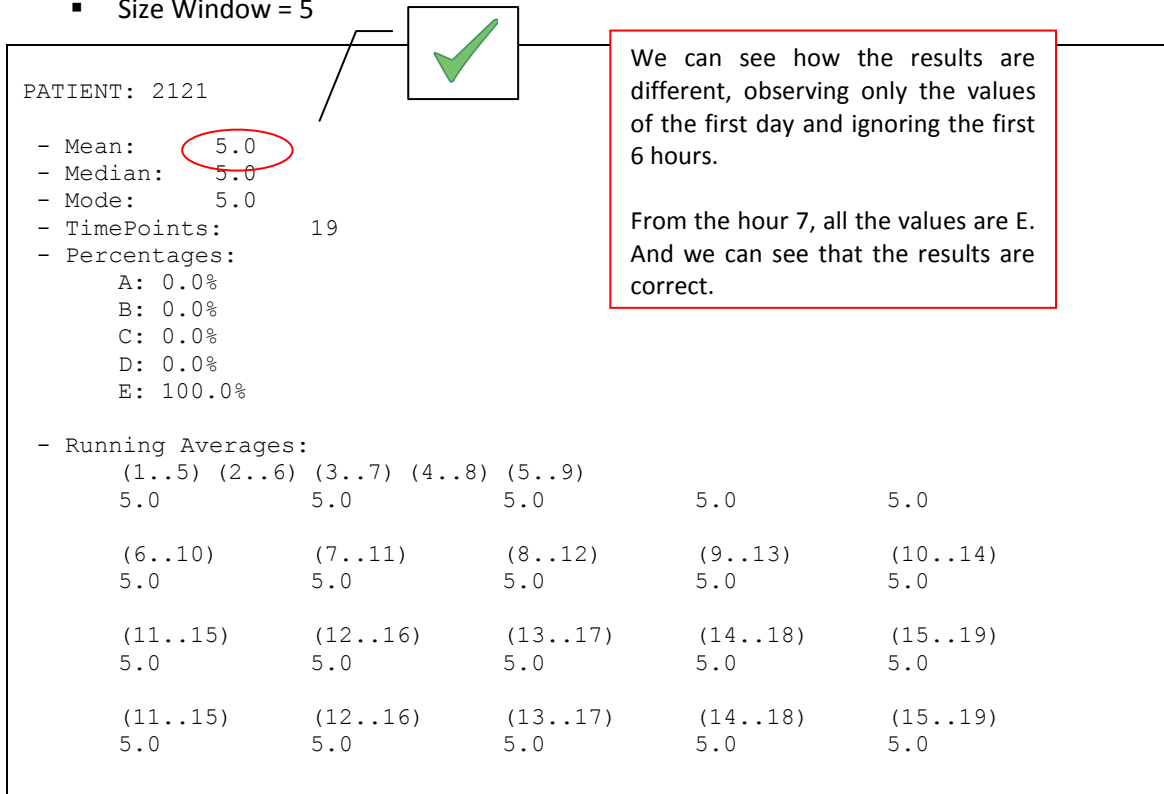 ▪ Size Window = 5
PATIENT: 2121
- Mean: 5.0
- Median: 5.0
- Mode: 5.0
- TimePoints: 19
- Percentages:
A: 0.0%
B: 0.0%
C: 0.0%
D: 0.0%
E: 100.0%
- Running Averages:
(1..5) (2..6) (3..7) (4..8) (5..9)
5.0 5.0 5.0 5.0 5.0
(6..10) (7..11) (8..12) (9..13) (10..14)
5.0 5.0 5.0 5.0 5.0
(11..15) (12..16) (13..17) (14..18) (15..19)
5.0 5.0 5.0 5.0 5.0
(11..15) (12..16) (13..17) (14..18) (15..19)
5.0 5.0 5.0 5.0 5.0
We can see how the results are
different, observing only the values
of the first day and ignoring the first
6 hours.
From the hour 7, all the values are E.
And we can see that the results are
correct.